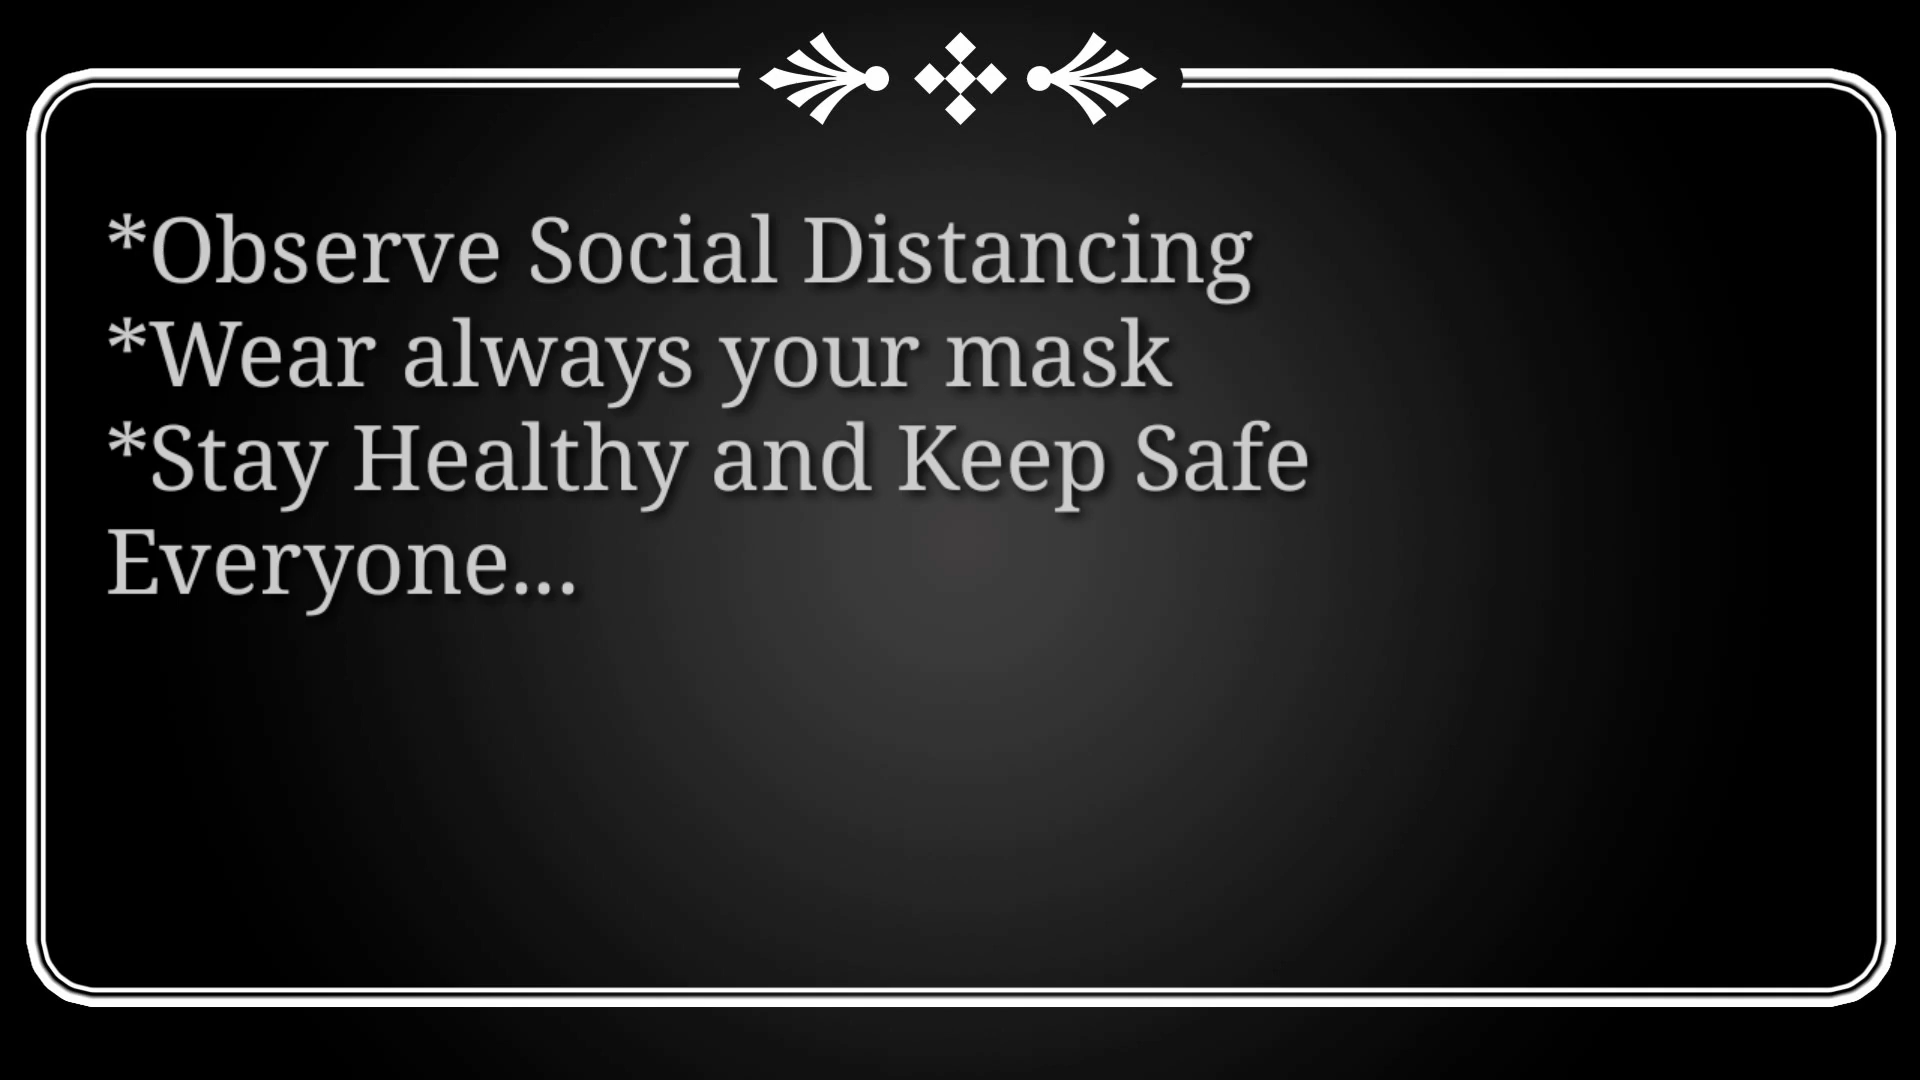 *Observe Social Distancing
*Wear always your mask
*Stay Healthy and Keep Safe
Everyone...